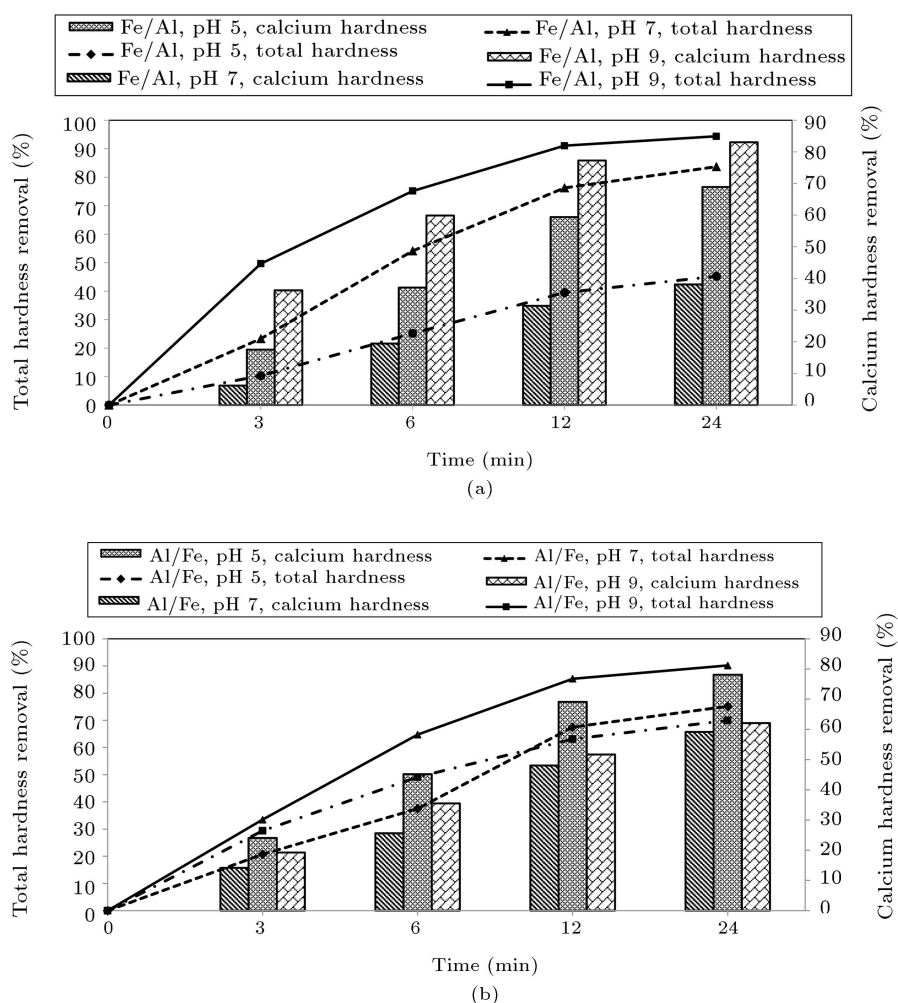 Fe/Al, pH 5, calcium hardness
Fe/Al, pH 7, total hardness
Fe/Al, pH 5, total hardness
Fe/Al, pH 9, calcium hardness
Fe/Al, pH 7, calcium hardness
Fe/Al, pH 9, total hardness
Total hardness removal (%)
100
90
80
70
60
50
40
30
20
10
0
90
80
70
60
50
40
30
20
10
0
Calcium hardness removal (%)
0 3 6 12 24
Time (min)
(a)
Al/Fe, pH 5, calcium hardness
Al/Fe, pH 7, total hardness
Al/Fe, pH 5, total hardness
Al/Fe, pH 9, calcium hardness
Al/Fe, pH 7, calcium hardness
Al/Fe, pH 9, total hardness
Total hardness removal (%)
100
90
80
70
60
50
40
30
20
10
0
90
80
70
60
50
40
30
20
10
0
Calcium hardness removal (%)
0 3 6 12 24
Time (min)
(b)